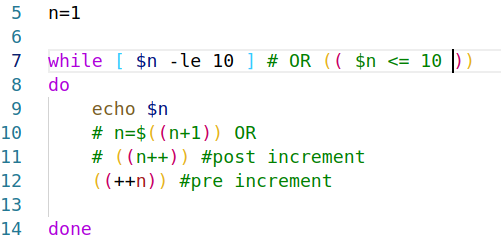 5 n=1
6
7 while [ $n -le 10 ] # OR (( $n <= 10 ))
8 do
9 echo $n
10 # n=$((n+1)) OR
11 # ((n++)) #post increment
12 ((++n)) #pre increment
13
14 done